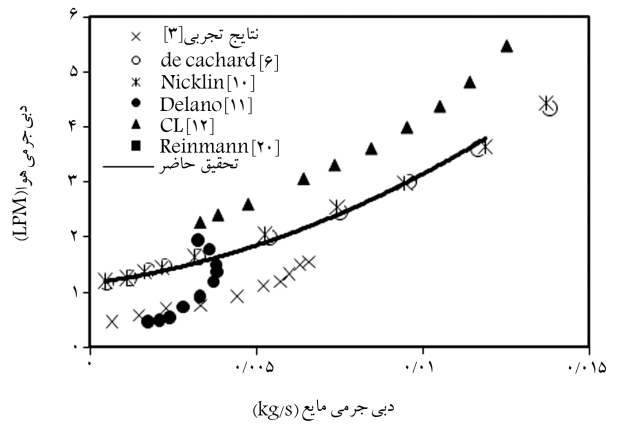 ۶
۵
۴
۳
۲
۱
۰
دبی جرمی هوا (LPM)
نتایج تجربی [۳]
de cachard [۶]
Nicklin [۱۰]
Delano [۱۱]
CL [۱۲]
Reinmann [۲۰]
تحقیق حاضر
۰
۰/۰۰۵
۰/۰۱
۰/۰۱۵
دبی جرمی مایع (kg/s)